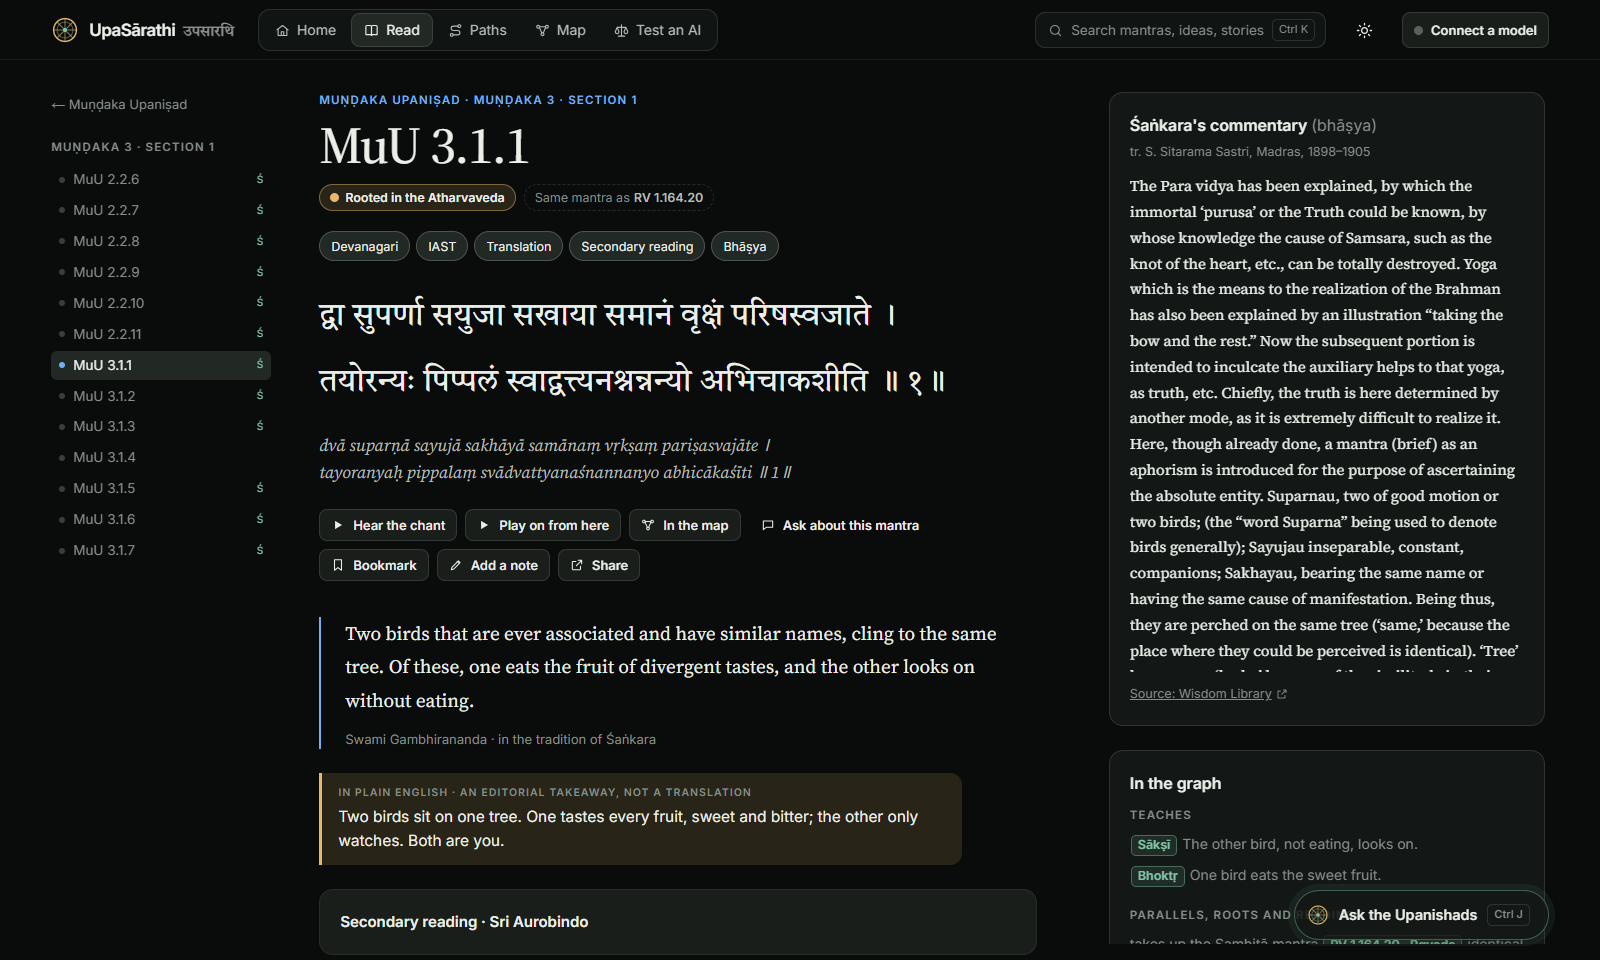 UpaSārathi उपसारथि
Home
Read
Paths
Map
Test an AI
Search mantras, ideas, stories
Ctrl K
Connect a model
← Muṇḍaka Upaniṣad
MUṆḌAKA 3 · SECTION 1
MuU 2.2.6 ś
MuU 2.2.7 ś
MuU 2.2.8 ś
MuU 2.2.9 ś
MuU 2.2.10 ś
MuU 2.2.11 ś
MuU 3.1.1 ś
MuU 3.1.2 ś
MuU 3.1.3 ś
MuU 3.1.4
MuU 3.1.5 ś
MuU 3.1.6 ś
MuU 3.1.7 ś
MUṆḌAKA UPANIṢAD · MUṆḌAKA 3 · SECTION 1
MuU 3.1.1
Rooted in the Atharvaveda
Same mantra as RV 1.164.20
Devanagari
IAST
Translation
Secondary reading
Bhāṣya
द्वा सुपर्णा सयुजा सखाया समानं वृक्षं परिषस्वजाते ।
तयोरन्यः पिप्पलं स्वाद्वत्त्यनश्नन्नन्यो अभिचाकशीति ॥ १॥
dvā suparṇā sayujā sakhāyā samānaṃ vṛkṣaṃ pariṣasvajāte ।
tayoranyaḥ pippalaṃ svādvattyanaśnannanyo abhicākaśīti ॥ 1॥
Hear the chant
Play on from here
In the map
Ask about this mantra
Bookmark
Add a note
Share
Two birds that are ever associated and have similar names, cling to the same
tree. Of these, one eats the fruit of divergent tastes, and the other looks on
without eating.
Swami Gambhirananda · in the tradition of Śaṅkara
IN PLAIN ENGLISH · AN EDITORIAL TAKEAWAY, NOT A TRANSLATION
Two birds sit on one tree. One tastes every fruit, sweet and bitter; the other only
watches. Both are you.
Secondary reading · Sri Aurobindo
Śaṅkara's commentary (bhāṣya)
tr. S. Sitarama Sastri, Madras, 1898–1905
The Para vidya has been explained, by which the
immortal ‘purusa’ or the Truth could be known, by
whose knowledge the cause of Samsara, such as the
knot of the heart, etc., can be totally destroyed. Yoga
which is the means to the realization of the Brahman
has also been explained by an illustration “taking the
bow and the rest.” Now the subsequent portion is
intended to inculcate the auxiliary helps to that yoga,
as truth, etc. Chiefly, the truth is here determined by
another mode, as it is extremely difficult to realize it.
Here, though already done, a mantra (brief) as an
aphorism is introduced for the purpose of ascertaining
the absolute entity. Suparnau, two of good motion or
two birds; (the “word Suparna” being used to denote
birds generally); Sayujau inseparable, constant,
companions; Sakhayau, bearing the same name or
having the same cause of manifestation. Being thus,
they are perched on the same tree (‘same,’ because the
place where they could be perceived is identical). ‘Tree’
Source: Wisdom Library
In the graph
TEACHES
Sākṣī The other bird, not eating, looks on.
Bhoktṛ One bird eats the sweet fruit.
PARALLELS, ROOTS AND
Ask the Upanishads Ctrl J
takes up the Saṃhitā mantra RV 1.164.20 · Ṛgveda identical